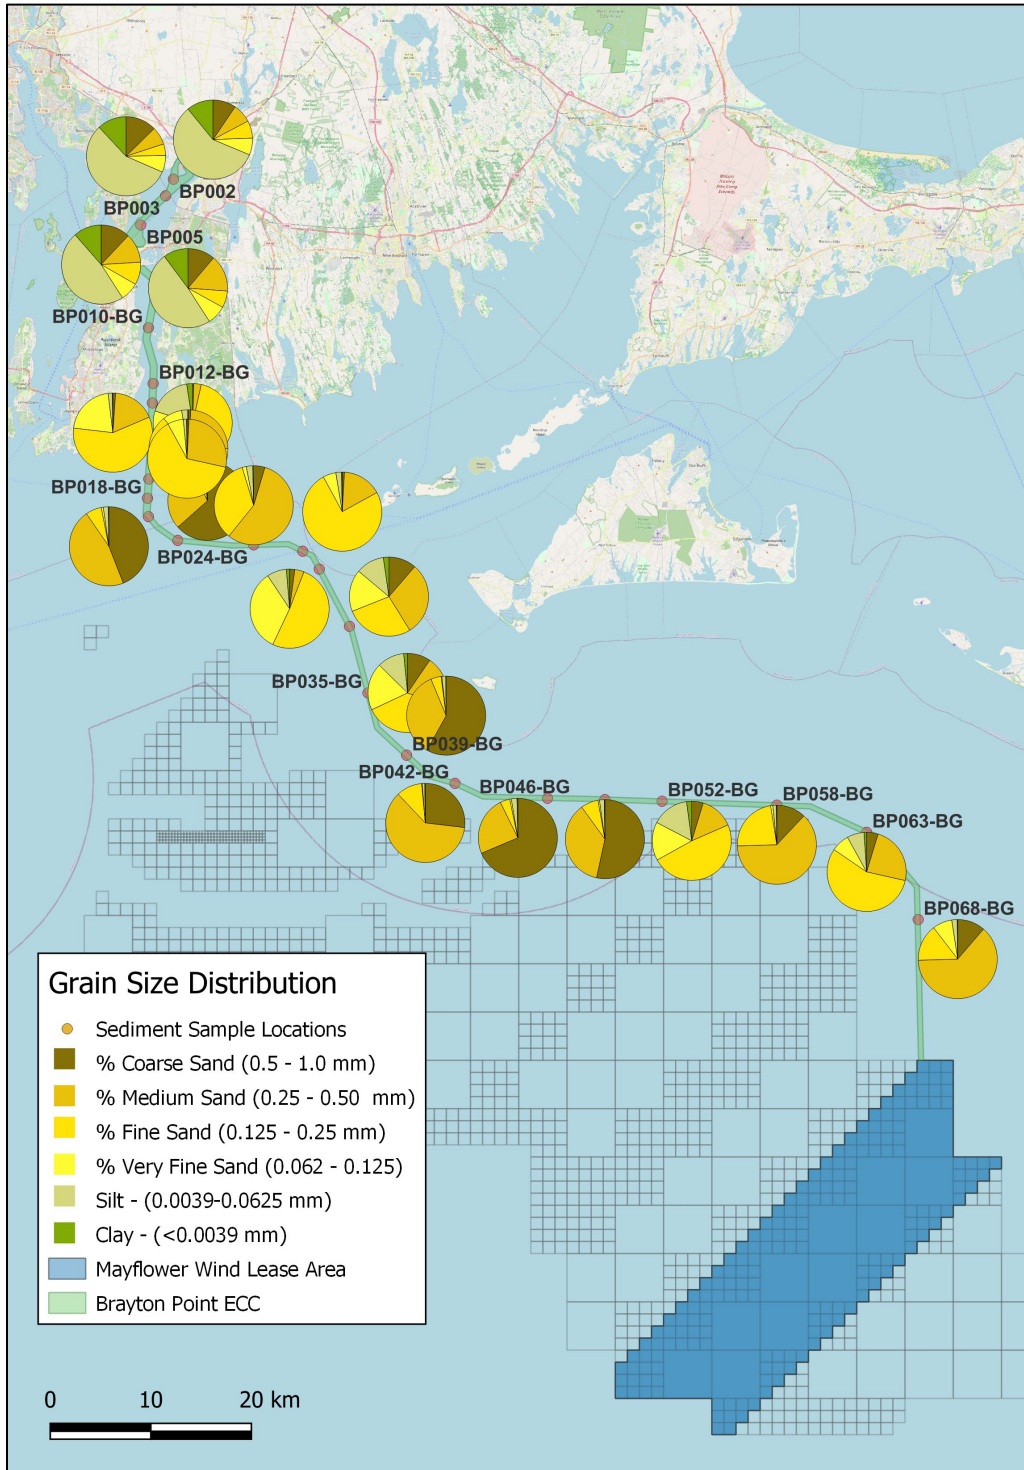 BP002
BP003
BP005
BP010-BG
BP012-BG
BP018-BG
BP024-BG
BP035-BG
BP039-BG
BP042-BG
BP046-BG
BP052-BG
BP058-BG
BP063-BG
BP068-BG
Grain Size Distribution
Sediment Sample Locations
% Coarse Sand (0.5 - 1.0 mm)
% Medium Sand (0.25 - 0.50 mm)
% Fine Sand (0.125 - 0.25 mm)
% Very Fine Sand (0.062 - 0.125)
Silt - (0.0039-0.0625 mm)
Clay - (<0.0039 mm)
Mayflower Wind Lease Area
Brayton Point ECC
0 10 20 km